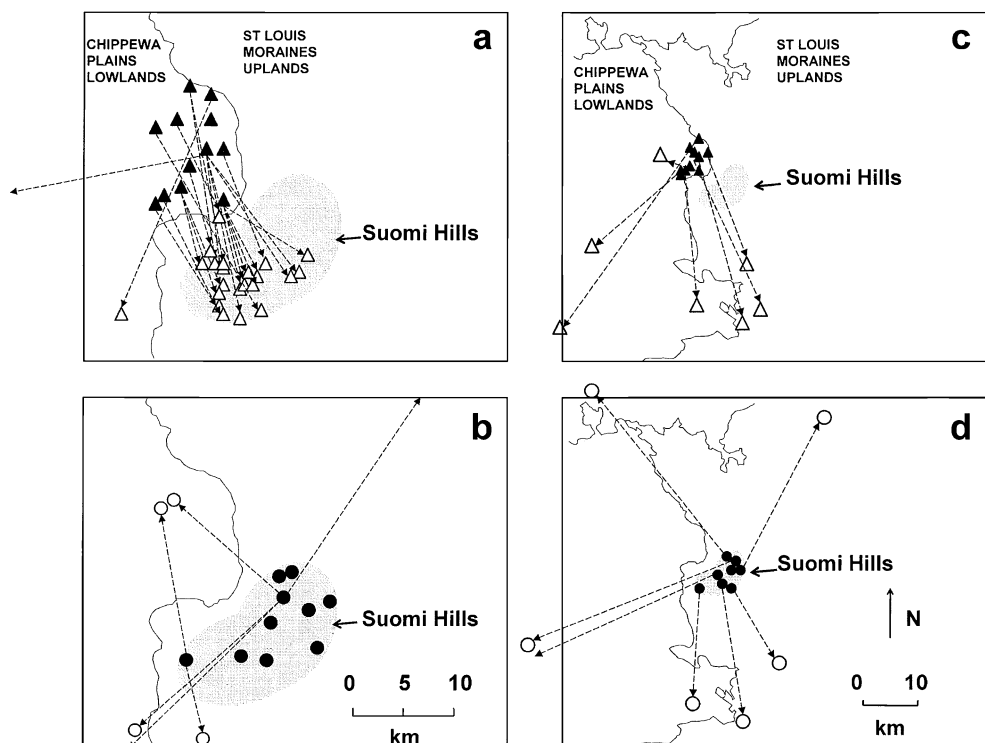 a
CHIPPEWA
PLAINS
LOWLANDS
ST LOUIS
MORAINES
UPLANDS
Suomi Hills
c
CHIPPEWA
PLAINS
LOWLANDS
ST LOUIS
MORAINES
UPLANDS
Suomi Hills
b
Suomi Hills
0 5 10
km
d
Suomi Hills
N
0 10
km